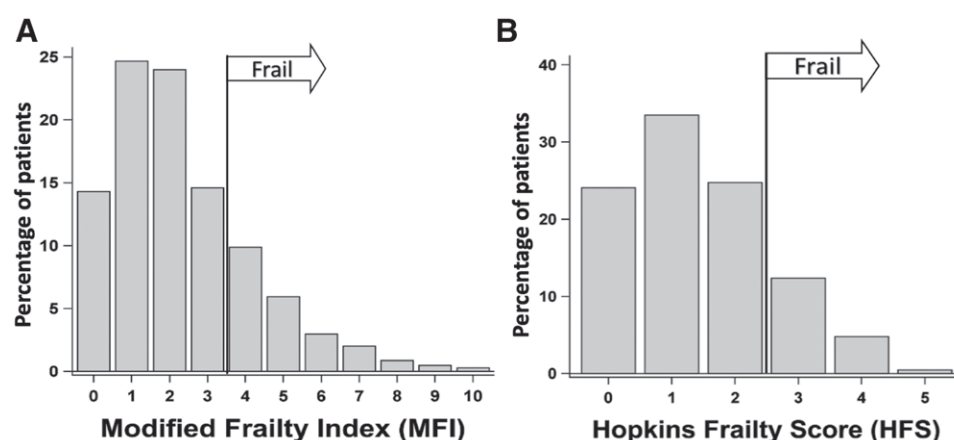 A
Percentage of patients
25
20
15
10
5
0
Frail
0 1 2 3 4 5 6 7 8 9 10
Modified Frailty Index (MFI)
B
Percentage of patients
40
30
20
10
0
Frail
0 1 2 3 4 5
Hopkins Frailty Score (HFS)